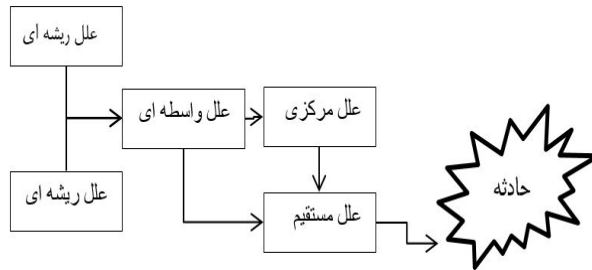 علل ریشه ای
علل واسطه ای
علل مرکزی
علل ریشه ای
علل مستقیم
حادثه